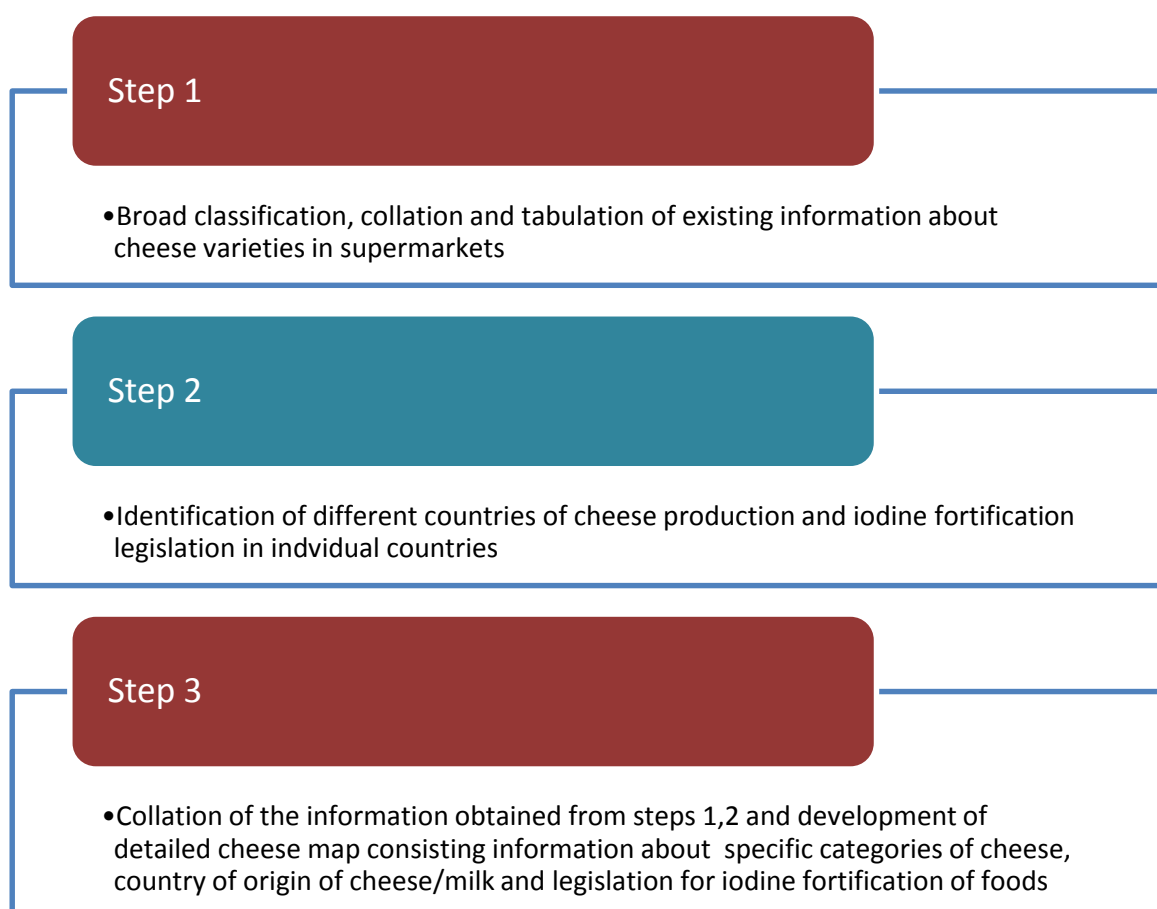 Step 1
•Broad classification, collation and tabulation of existing information about
cheese varieties in supermarkets
Step 2
•Identification of different countries of cheese production and iodine fortification
legislation in indvidual countries
Step 3
•Collation of the information obtained from steps 1,2 and development of
detailed cheese map consisting information about  specific categories of cheese,
country of origin of cheese/milk and legislation for iodine fortification of foods